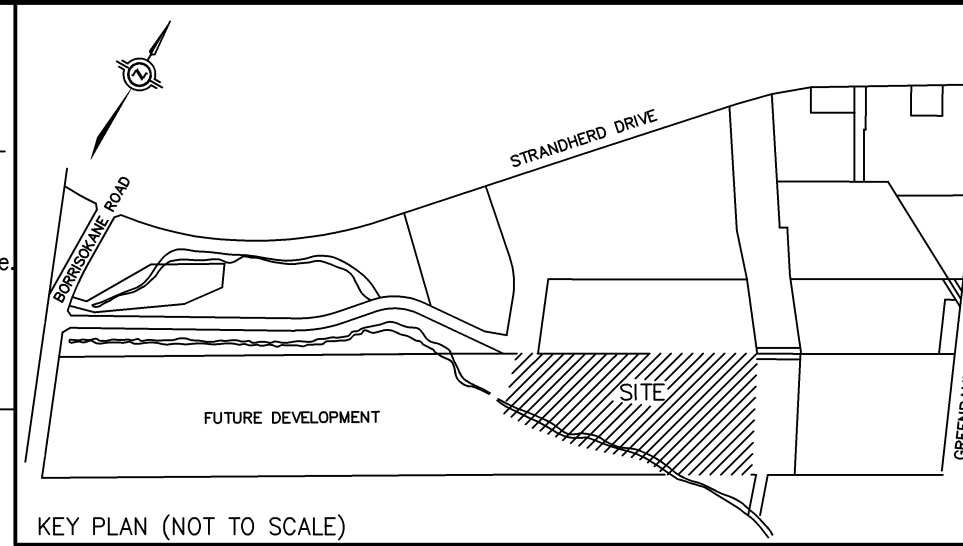 Z
STRANDHERD DRIVE
BORRISOKANE ROAD
e.
SITE
FUTURE DEVELOPMENT
KEY PLAN (NOT TO SCALE)